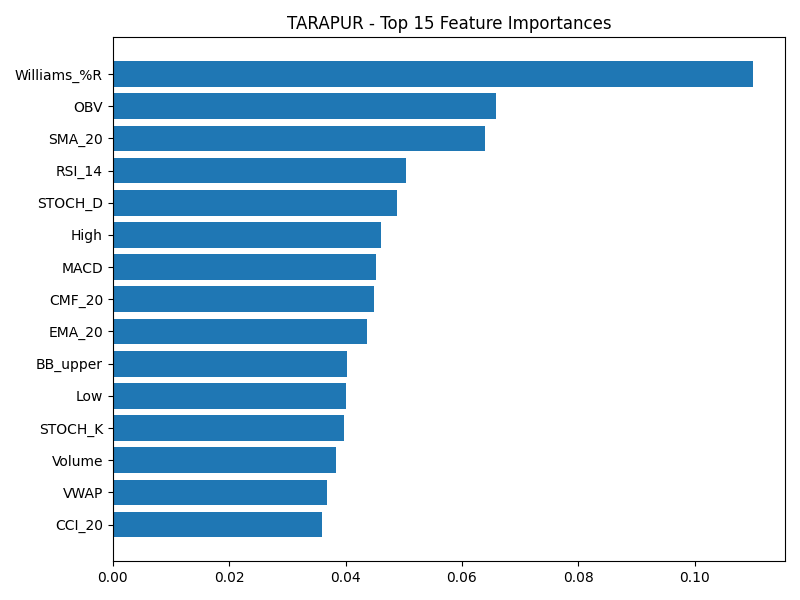 TARAPUR - Top 15 Feature Importances
Williams_%R
OBV
SMA_20
RSI_14
STOCH_D
High
MACD
CMF_20
EMA_20
BB_upper
Low
STOCH_K
Volume
VWAP
CCI_20
0.00 0.02 0.04 0.06 0.08 0.10